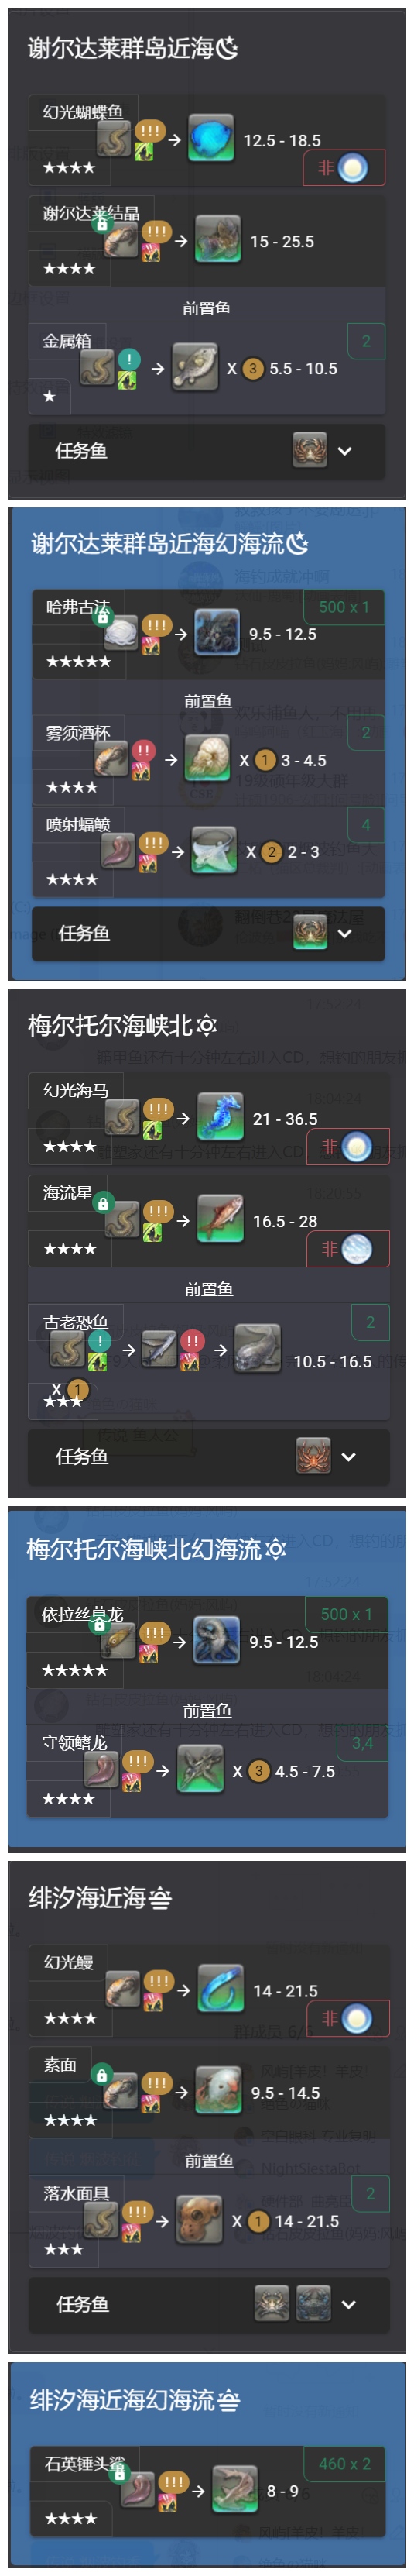 谢尔达莱群岛近海
幻光蝴蝶鱼
!!!
12.5 - 18.5
★★★★
非
谢尔达莱结晶
!!!
15 - 25.5
★★★★
前置鱼
金属箱
2
!
X 3 5.5 - 10.5
★
任务鱼
谢尔达莱群岛近海幻海流
哈弗古法
500 x 1
!!!
9.5 - 12.5
★★★★★
前置鱼
雾须酒杯
2
!!
X 1 3 - 4.5
★★★★
喷射蝠鲼
4
!!!
X 2 2 - 3
★★★★
任务鱼
梅尔托尔海峡北
幻光海马
!!!
21 - 36.5
★★★★
非
海流星
!!!
16.5 - 28
★★★★
非
前置鱼
古老恐鱼
2
!
!!
10.5 - 16.5
X 1
★★★
任务鱼
梅尔托尔海峡北幻海流
依拉丝莫龙
500 x 1
!!!
9.5 - 12.5
★★★★★
前置鱼
守领鳍龙
3,4
!!!
X 3 4.5 - 7.5
★★★★
绯汐海近海
幻光鳗
!!!
14 - 21.5
★★★★
非
素面
!!!
9.5 - 14.5
★★★★
前置鱼
落水面具
2
!!!
X 1 14 - 21.5
★★★
任务鱼
绯汐海近海幻海流
石英锤头鲨
460 x 2
!!!
8 - 9
★★★★